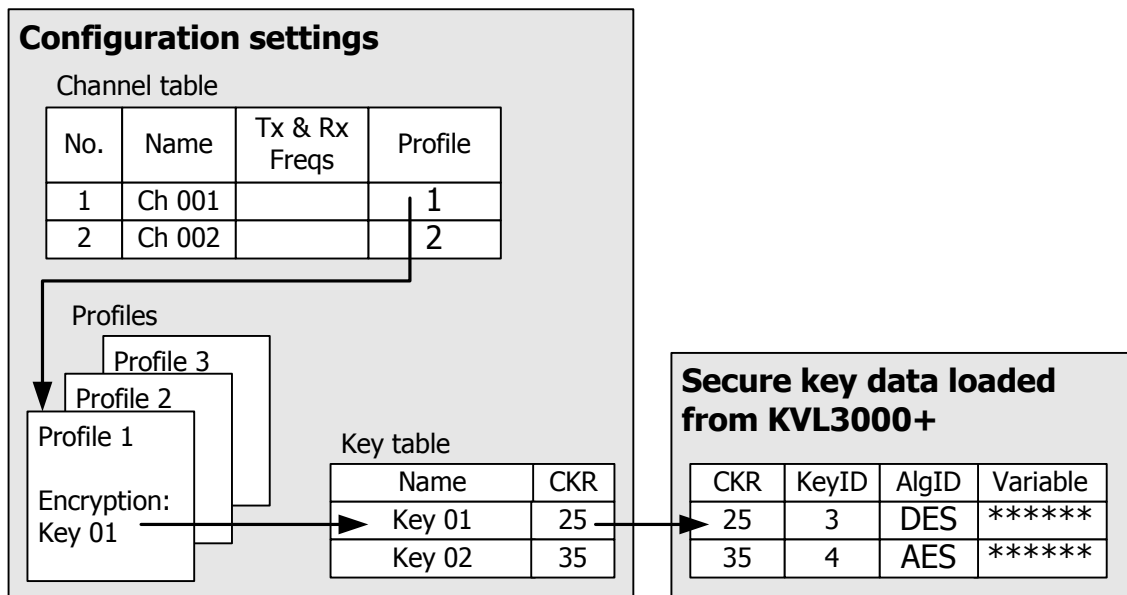 Configuration settings
Channel table
No. Name Tx & Rx Freqs Profile
1 Ch 001 1
2 Ch 002 2
Profiles
Profile 3
Profile 2
Profile 1
Encryption:
Key 01
Key table
Name CKR
Key 01 25
Key 02 35
Secure key data loaded
from KVL3000+
CKR KeyID AlgID Variable
25 3 DES ******
35 4 AES ******